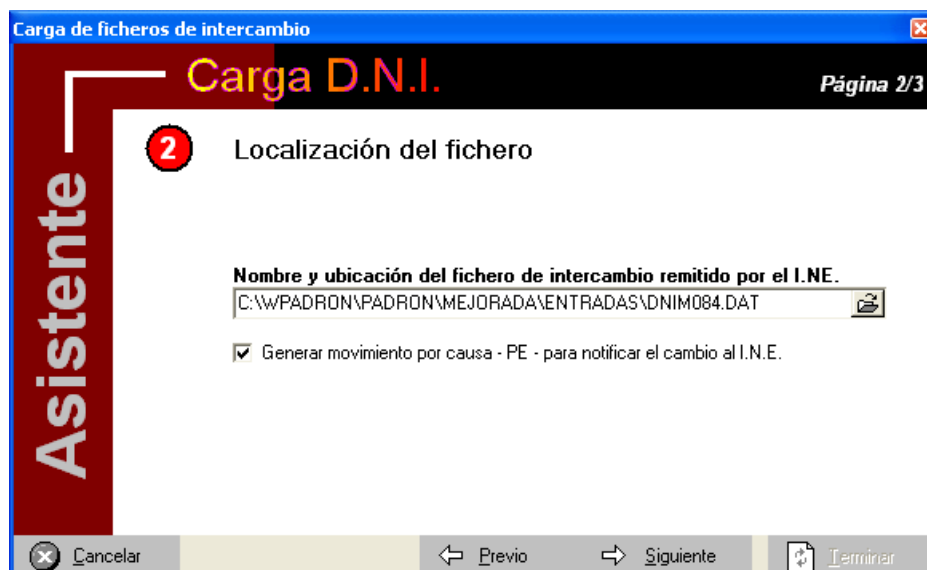 Carga de ficheros de intercambio
Carga D.N.I.
Página 2/3
Asistente
2
Localización del fichero
Nombre y ubicación del fichero de intercambio remitido por el I.NE.
C:\WPADRON\PADRON\MEJORADA\ENTRADAS\DNIM084.DAT
Generar movimiento por causa - PE - para notificar el cambio al I.N.E.
Cancelar
Previo
Siguiente
Terminar